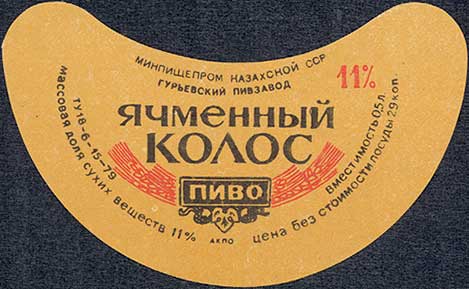 МИНПИЩЕПРОМ КАЗАХСКОЙ ССР
ГУРЬЕВСКИЙ ПИВЗАВОД
11%
ЯЧМЕННЫЙ
КОЛОС
ПИВО
ТУ 18-6-15-79
массовая доля сухих веществ 11%
АКПО
вместимость 0,5 л.
цена без стоимости посуды 29 коп